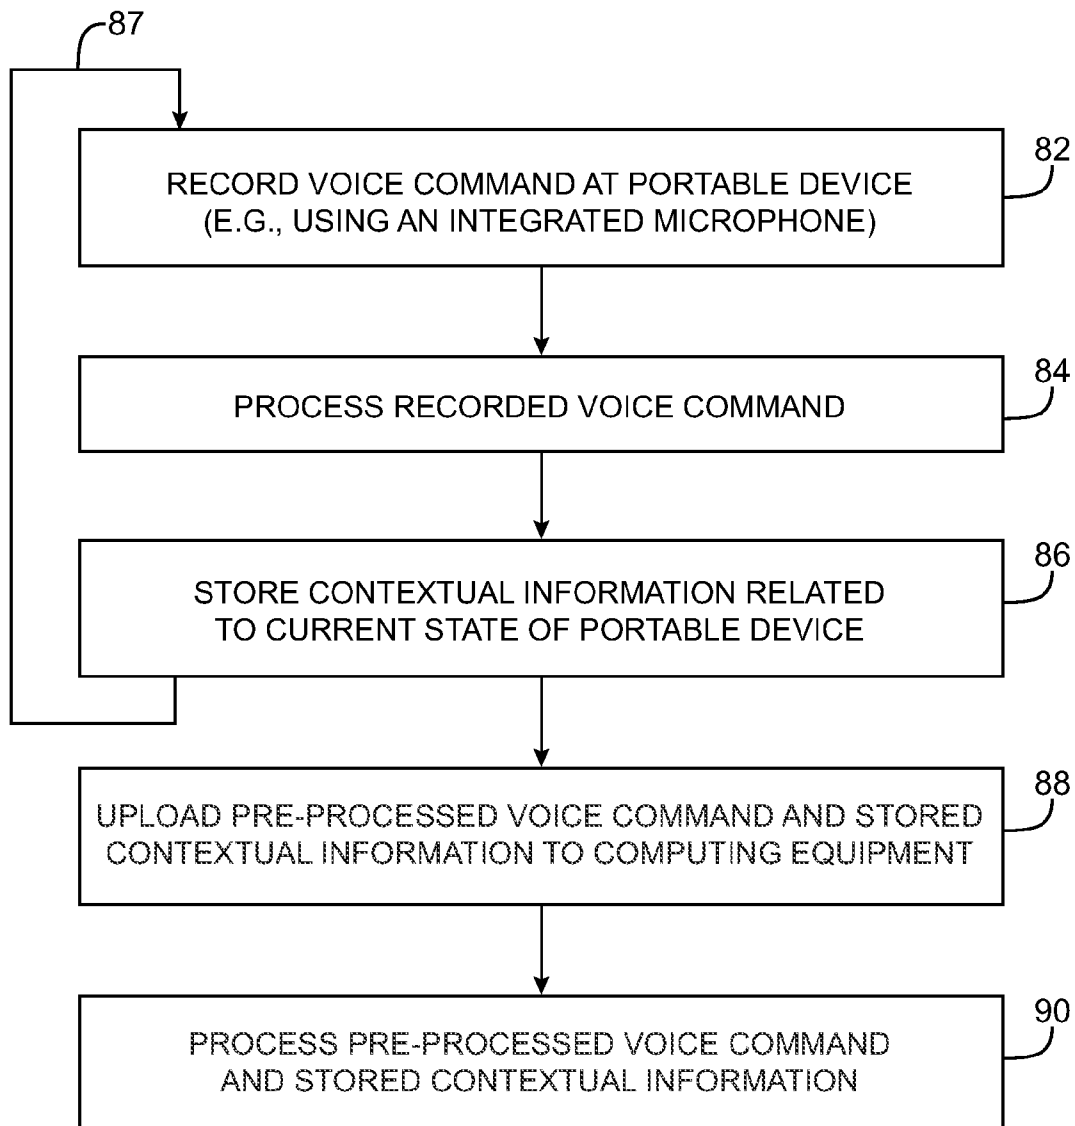 87
RECORD VOICE COMMAND AT PORTABLE DEVICE
(E.G., USING AN INTEGRATED MICROPHONE)
82
PROCESS RECORDED VOICE COMMAND
84
STORE CONTEXTUAL INFORMATION RELATED
TO CURRENT STATE OF PORTABLE DEVICE
86
UPLOAD PRE-PROCESSED VOICE COMMAND AND STORED
CONTEXTUAL INFORMATION TO COMPUTING EQUIPMENT
88
PROCESS PRE-PROCESSED VOICE COMMAND
AND STORED CONTEXTUAL INFORMATION
90